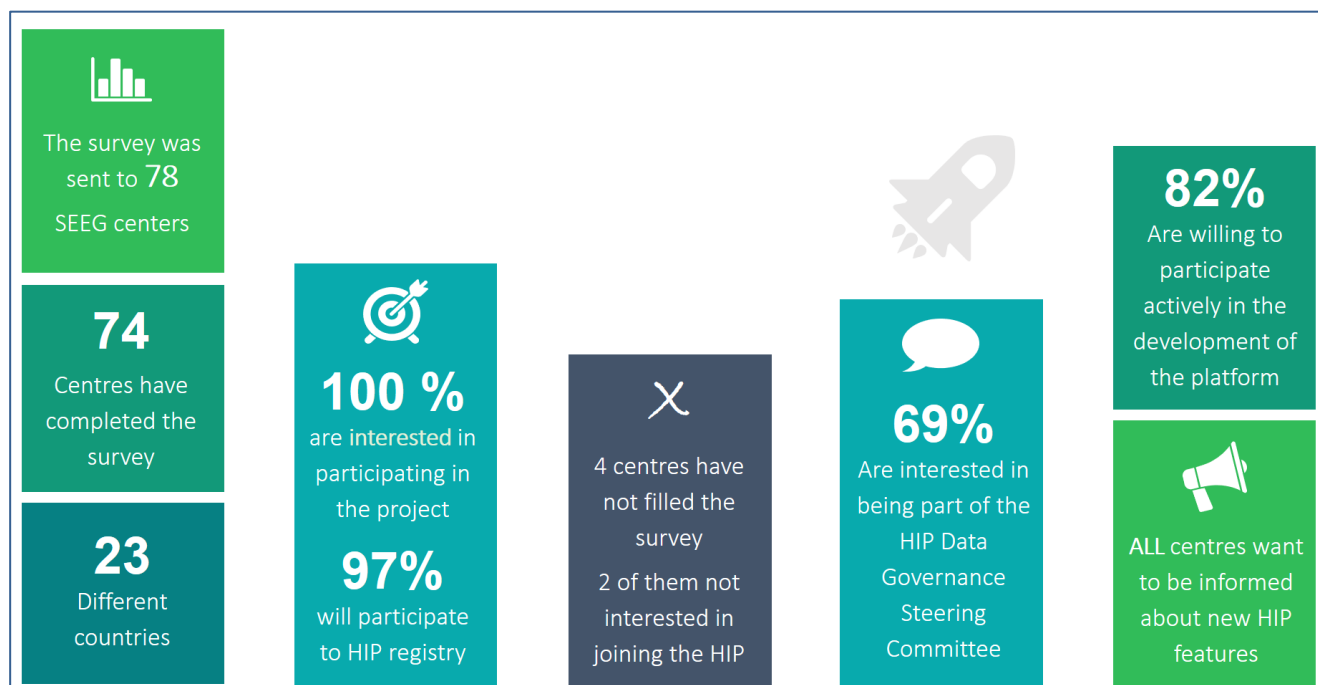 The survey was
sent to 78
SEEG centers
74
Centres have
completed the
survey
23
Different
countries
100 %
are interested in
participating in
the project
97%
will participate
to HIP registry
X
4 centres have
not filled the
survey
2 of them not
interested in
joining the HIP
69%
Are interested in
being part of the
HIP Data
Governance
Steering
Committee
82%
Are willing to
participate
actively in the
development of
the platform
ALL centres want
to be informed
about new HIP
features